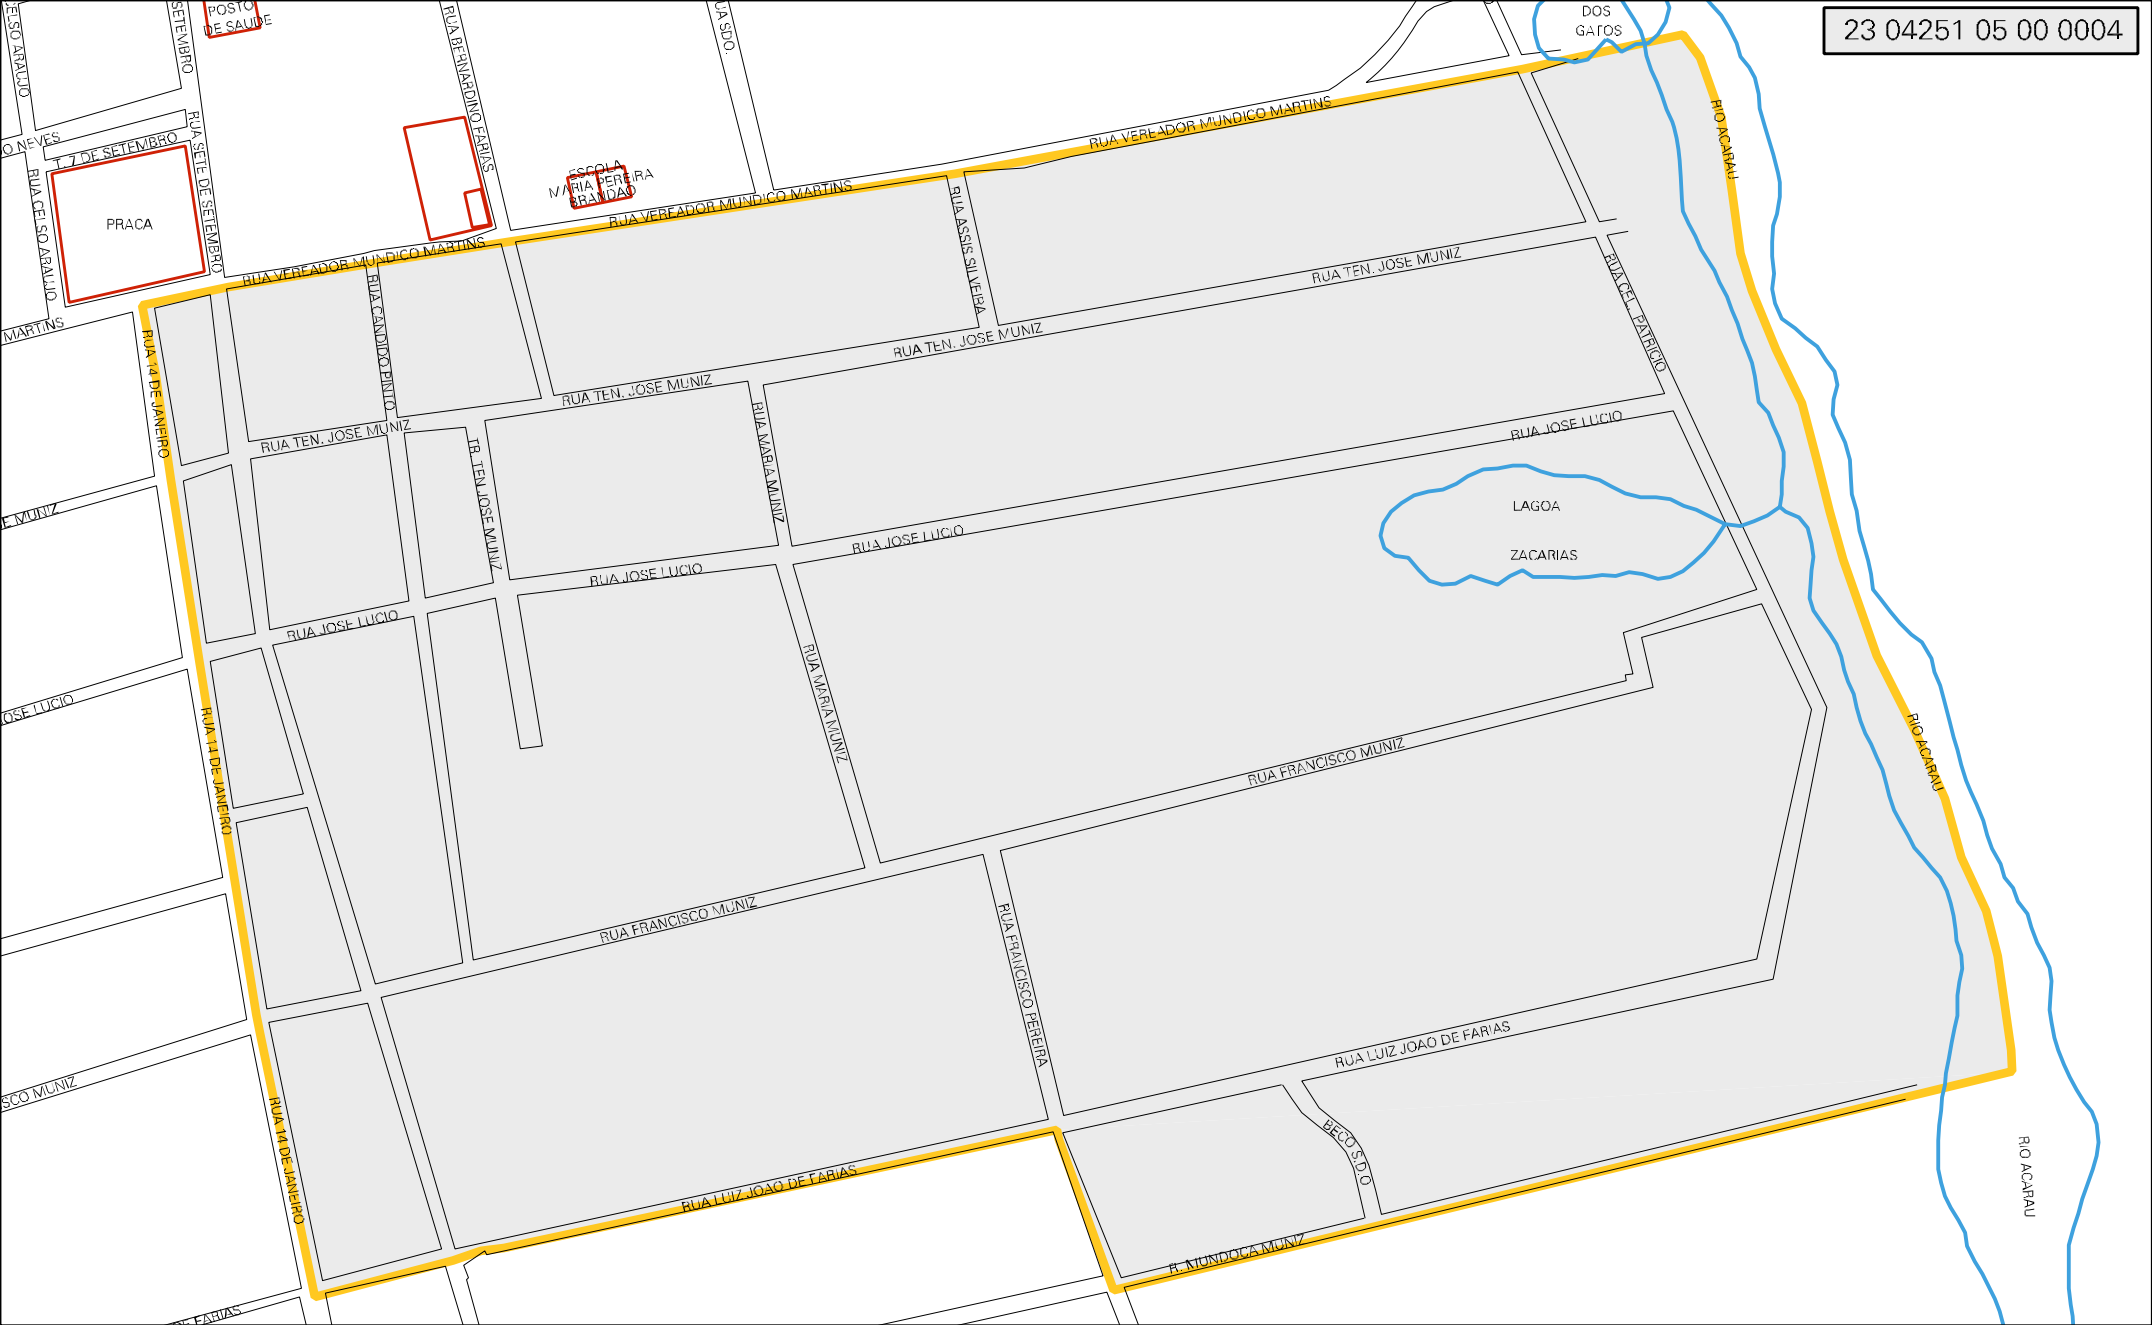 POSTO
DE SAUDE
DOS
GATOS
23 04251 05 00 0004
CELSO ARAUJO
SETEMBRO
RUA BERNARDINO FARIAS
RUA SDO.
RIO ACARAU
RUA VEREADOR MUNDICO MARTINS
O NEVES
T. 7 DE SETEMBRO
RUA SETE DE SETEMBRO
RUA CELSO ARAUJO
PRACA
ESCOLA
MARIA PEREIRA
BRANDAO
RUA VEREADOR MUNDICO MARTINS
RUA ASSIS SILVEIRA
RUA VEREADOR MUNDICO MARTINS
RUA TEN. JOSE MUNIZ
RUA CEL. PATRICIO
MARTINS
RUA 14 DE JANEIRO
RUA CANDIDO PINTO
RUA TEN. JOSE MUNIZ
RUA TEN. JOSE MUNIZ
RUA TEN. JOSE MUNIZ
TR. TEN JOSE MUNIZ
RUA MARIA MUNIZ
RUA JOSE LUCIO
LAGOA
ZACARIAS
E MUNIZ
RUA JOSE LUCIO
RUA JOSE LUCIO
RUA JOSE LUCIO
RUA MARIA MUNIZ
OSE LUCIO
RUA 14 DE JANEIRO
RIO ACARAU
RUA FRANCISCO MUNIZ
RUA FRANCISCO MUNIZ
RUA FRANCISCO PEREIRA
RUA LUIZ JOAO DE FARIAS
SCO MUNIZ
RUA 14 DE JANEIRO
BECO S.D.O
RIO ACARAU
RUA LUIZ JOAO DE FARIAS
R. MUNDOCA MUNIZ
DE FARIAS